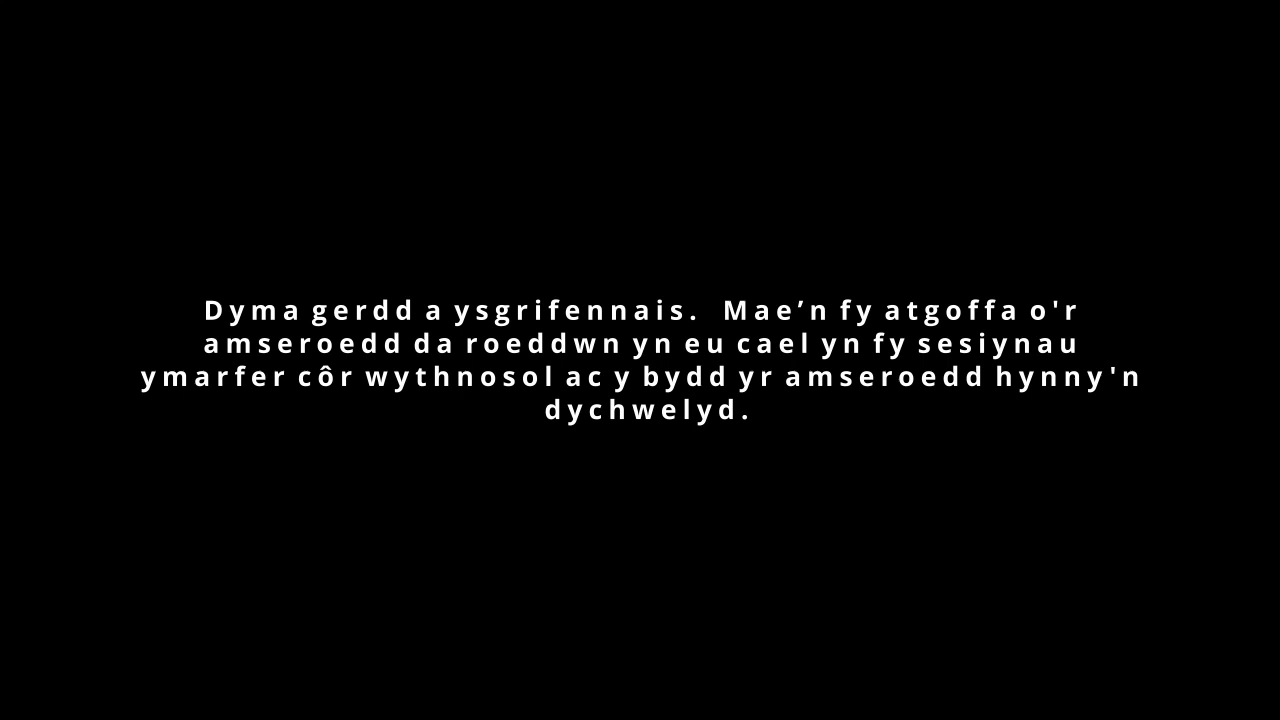 Dyma gerdd a ysgrifennais.  Mae’n fy atgoffa o'r
amseroedd da roeddwn yn eu cael yn fy sesiynau
ymarfer côr wythnosol ac y bydd yr amseroedd hynny'n
dychwelyd.